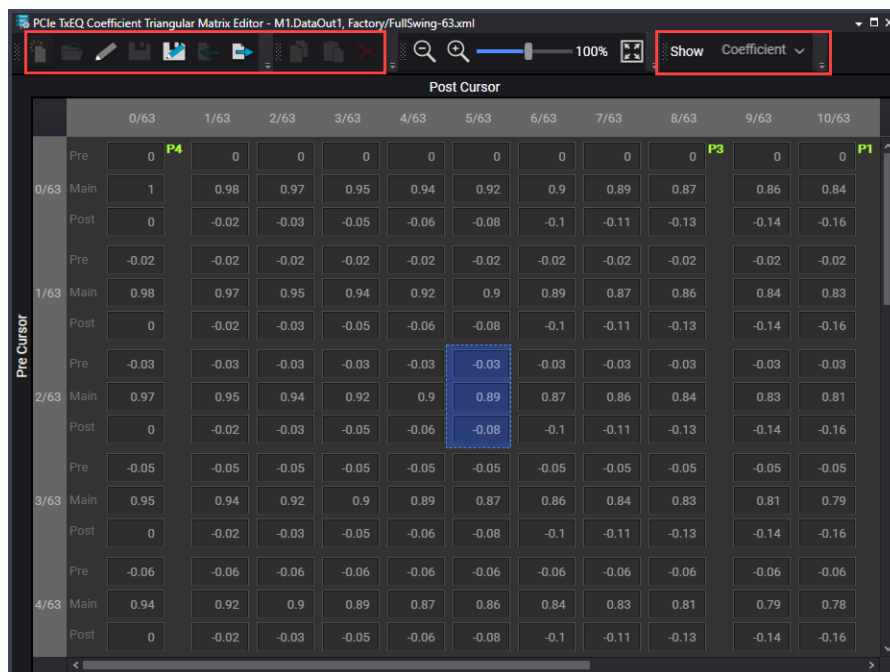 PCIe TxEQ Coefficient Triangular Matrix Editor - M1.DataOut1, Factory/FullSwing-63.xml
100% Show Coefficient
Post Cursor
0/63 1/63 2/63 3/63 4/63 5/63 6/63 7/63 8/63 9/63 10/63
Pre 0 P4 0 0 0 0 0 0 0 0 P3 0 0 P1
0/63 Main 1 0.98 0.97 0.95 0.94 0.92 0.9 0.89 0.87 0.86 0.84
Post 0 -0.02 -0.03 -0.05 -0.06 -0.08 -0.1 -0.11 -0.13 -0.14 -0.16
Pre -0.02 -0.02 -0.02 -0.02 -0.02 -0.02 -0.02 -0.02 -0.02 -0.02 -0.02
1/63 Main 0.98 0.97 0.95 0.94 0.92 0.9 0.89 0.87 0.86 0.84 0.83
Post 0 -0.02 -0.03 -0.05 -0.06 -0.08 -0.1 -0.11 -0.13 -0.14 -0.16
Pre Cursor
Pre -0.03 -0.03 -0.03 -0.03 -0.03 -0.03 -0.03 -0.03 -0.03 -0.03 -0.03
2/63 Main 0.97 0.95 0.94 0.92 0.9 0.89 0.87 0.86 0.84 0.83 0.81
Post 0 -0.02 -0.03 -0.05 -0.06 -0.08 -0.1 -0.11 -0.13 -0.14 -0.16
Pre -0.05 -0.05 -0.05 -0.05 -0.05 -0.05 -0.05 -0.05 -0.05 -0.05 -0.05
3/63 Main 0.95 0.94 0.92 0.9 0.89 0.87 0.86 0.84 0.83 0.81 0.79
Post 0 -0.02 -0.03 -0.05 -0.06 -0.08 -0.1 -0.11 -0.13 -0.14 -0.16
Pre -0.06 -0.06 -0.06 -0.06 -0.06 -0.06 -0.06 -0.06 -0.06 -0.06 -0.06
4/63 Main 0.94 0.92 0.9 0.89 0.87 0.86 0.84 0.83 0.81 0.79 0.78
Post 0 -0.02 -0.03 -0.05 -0.06 -0.08 -0.1 -0.11 -0.13 -0.14 -0.16